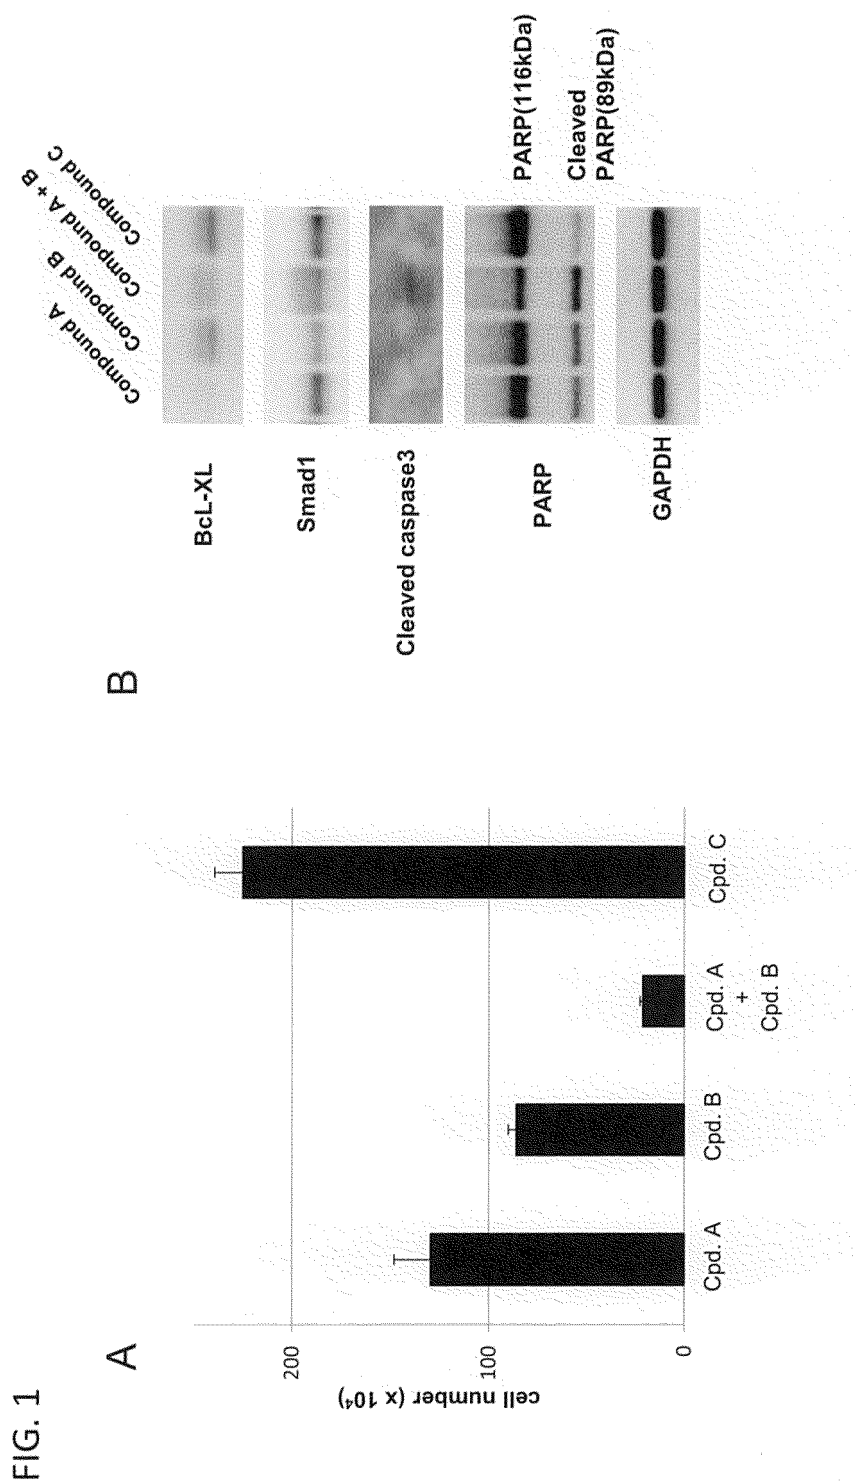 FIG. 1
A
cell number (x 10⁴)
200
100
0
Cpd. A
Cpd. B
Cpd. A
+
Cpd. B
Cpd. C
B
Compound A
Compound B
Compound A + B
Compound C
BcL-XL
Smad1
Cleaved caspase3
PARP
PARP(116kDa)
Cleaved
PARP(89kDa)
GAPDH